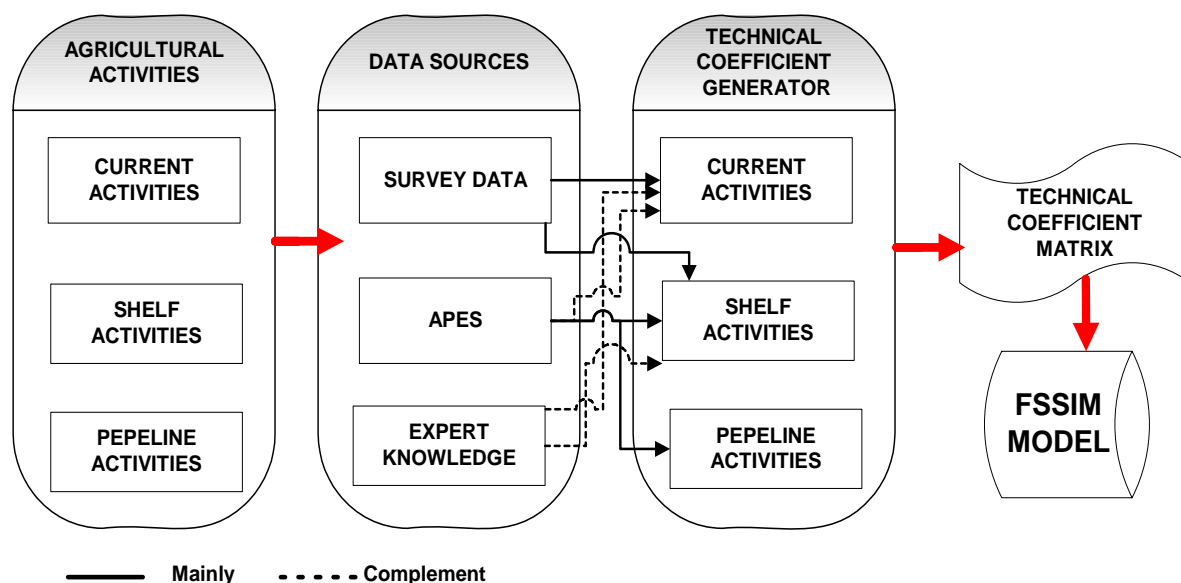 AGRICULTURAL
ACTIVITIES
CURRENT
ACTIVITIES
SHELF
ACTIVITIES
PEPELINE
ACTIVITIES
DATA SOURCES
SURVEY DATA
APES
EXPERT
KNOWLEDGE
TECHNICAL
COEFFICIENT
GENERATOR
CURRENT
ACTIVITIES
SHELF
ACTIVITIES
PEPELINE
ACTIVITIES
TECHNICAL
COEFFICIENT
MATRIX
FSSIM
MODEL
Mainly
Complement